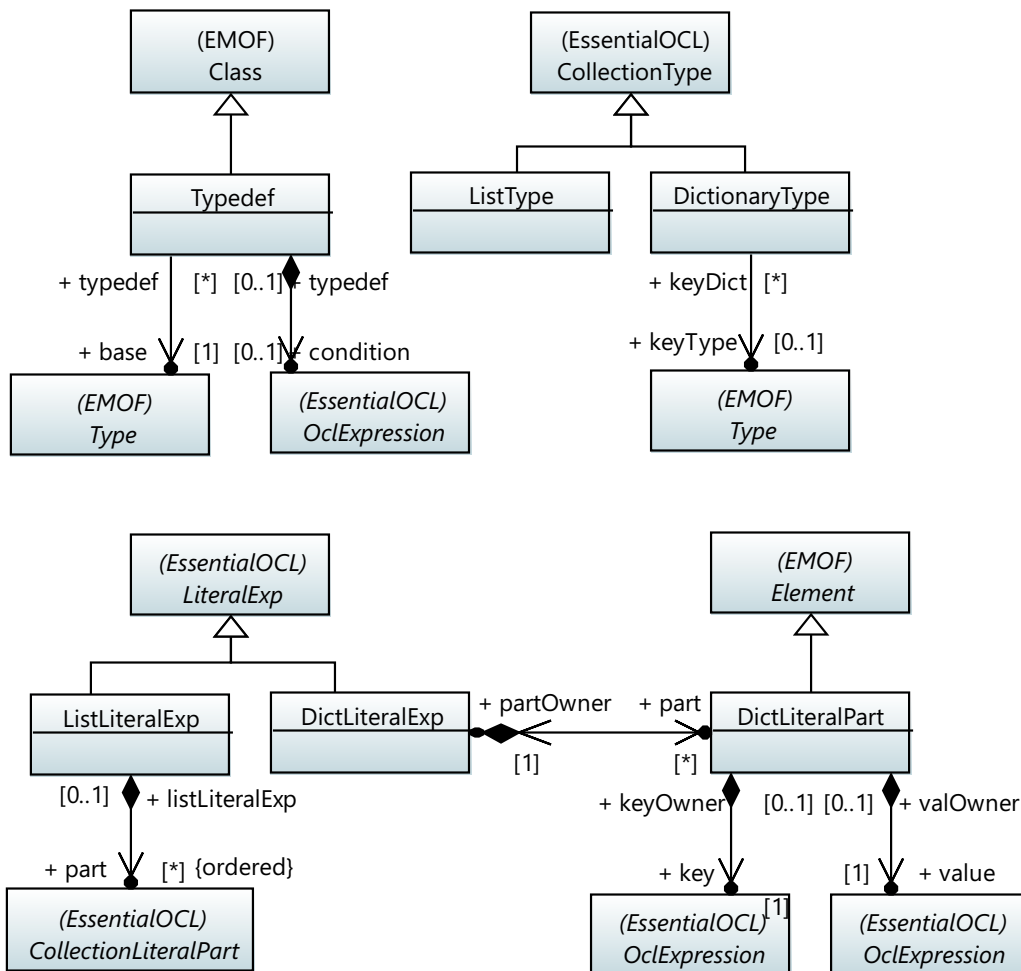 (EMOF)
Class
(EssentialOCL)
CollectionType
Typedef
ListType
DictionaryType
+ typedef [*] [0..1] + typedef
+ keyDict [*]
+ base [1] [0..1] + condition
+ keyType [0..1]
(EMOF)
Type
(EssentialOCL)
OclExpression
(EMOF)
Type
(EssentialOCL)
LiteralExp
(EMOF)
Element
ListLiteralExp
DictLiteralExp
+ partOwner + part
[1] [*]
DictLiteralPart
[0..1] + listLiteralExp
+ keyOwner [0..1] [0..1] + valOwner
+ part [*] {ordered}
+ key [1]
[1] + value
(EssentialOCL)
CollectionLiteralPart
(EssentialOCL)
OclExpression
(EssentialOCL)
OclExpression